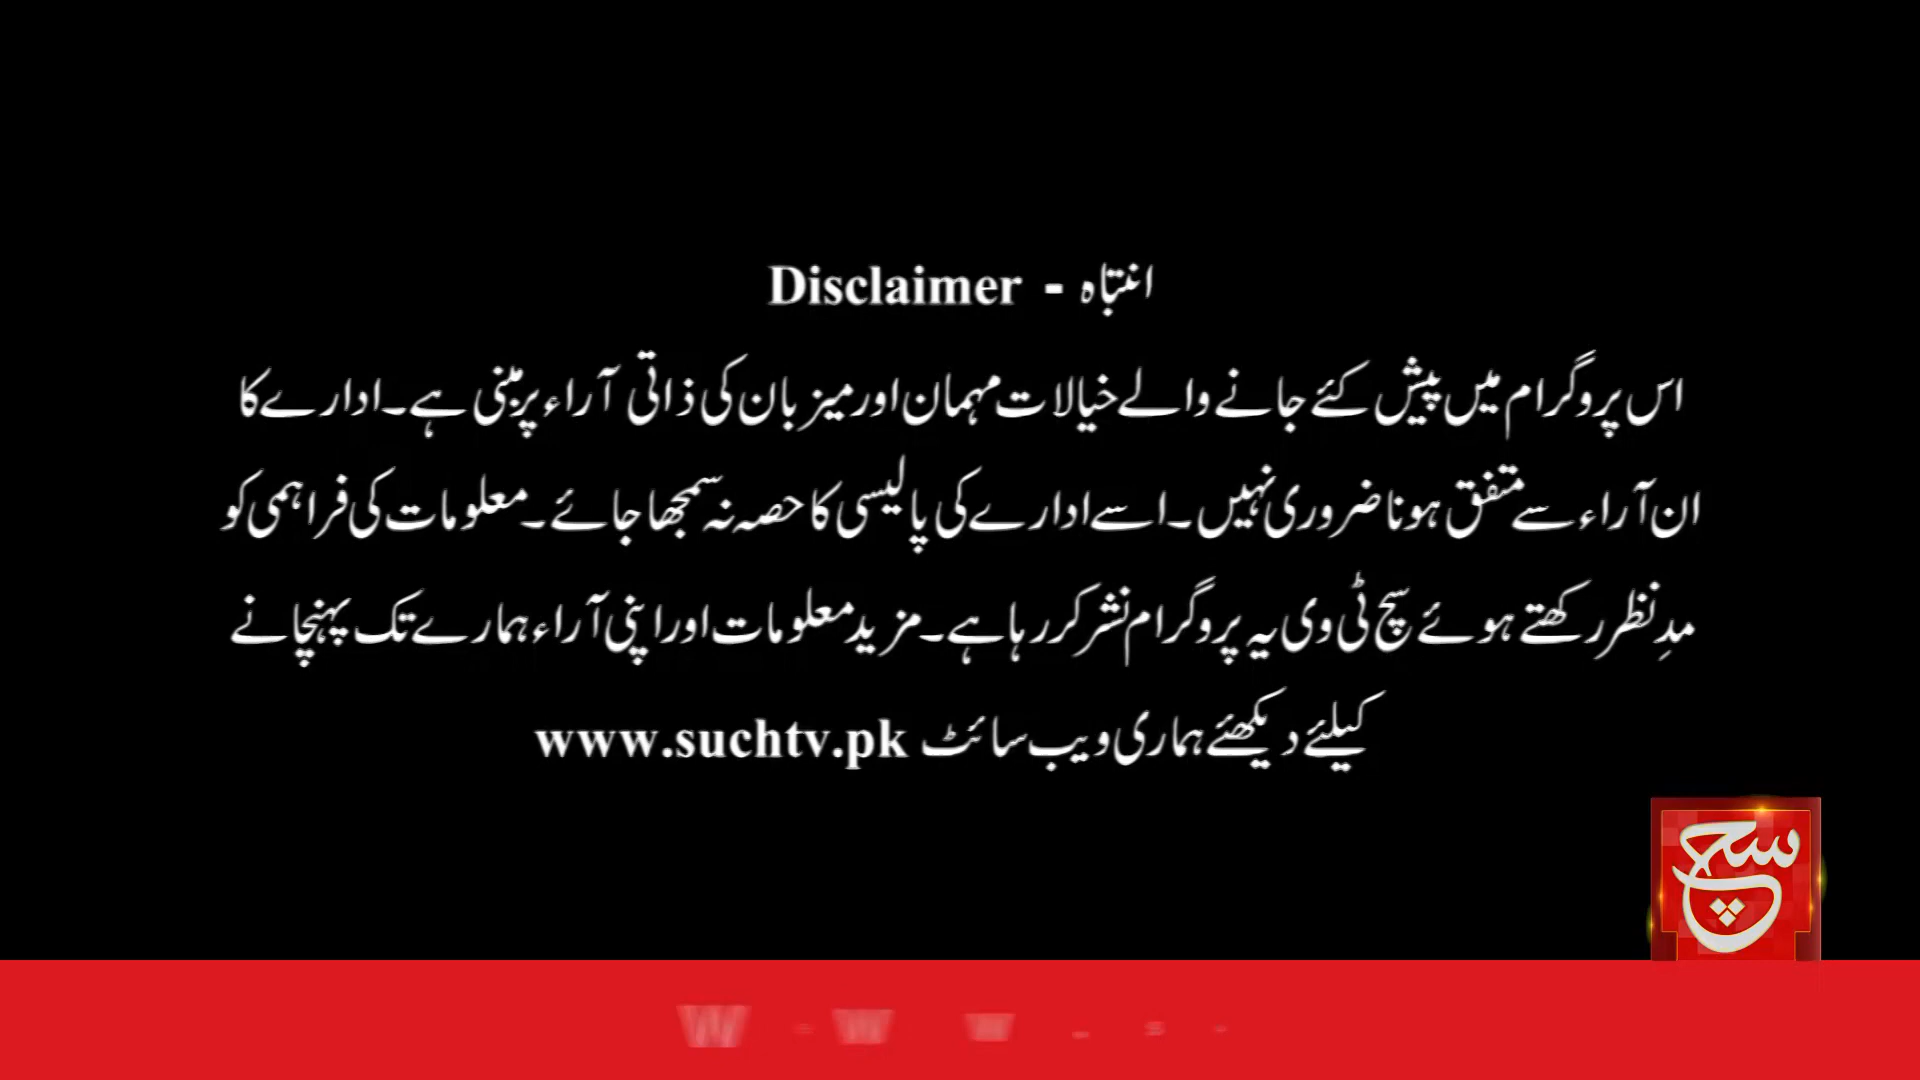 انتباہ - Disclaimer
اس پروگرام میں پیش کئے جانے والے خیالات مہمان اور میزبان کی ذاتی آراء پر مبنی ہے۔ ادارے کا
ان آراء سے متفق ہونا ضروری نہیں۔ اسے ادارے کی پالیسی کا حصہ نہ سمجھا جائے۔ معلومات کی فراہمی کو
مدِنظر رکھتے ہوئے سچ ٹی وی یہ پروگرام نشر کر رہا ہے۔ مزید معلومات اور اپنی آراء ہمارے تک پہنچانے
کیلئے دیکھئے ہماری ویب سائٹ www.suchtv.pk
سچ